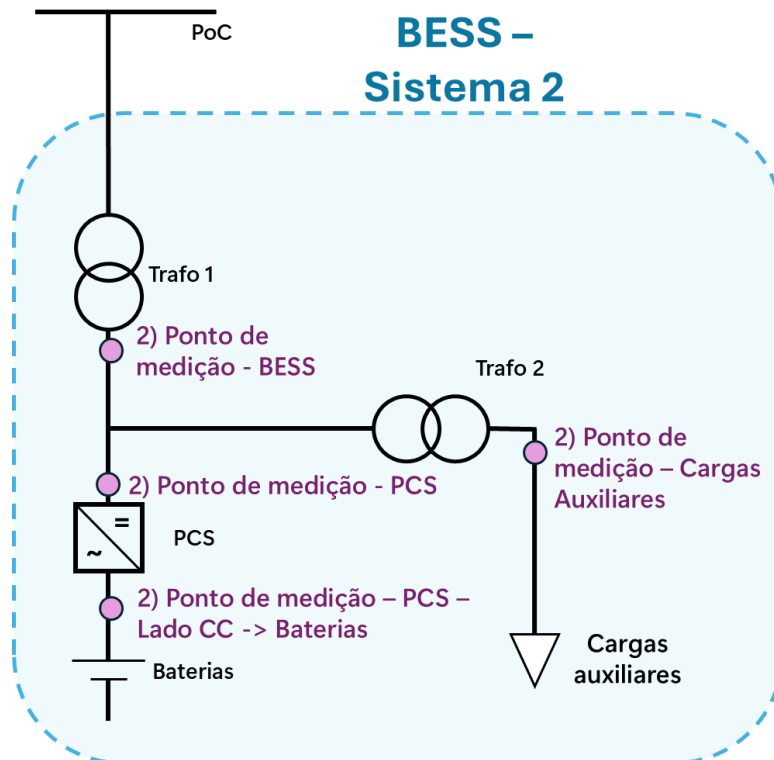 PoC
BESS –
Sistema 2
Trafo 1
2) Ponto de
medição - BESS
Trafo 2
2) Ponto de
medição – Cargas
Auxiliares
2) Ponto de medição - PCS
=
~
PCS
2) Ponto de medição – PCS –
Lado CC -> Baterias
Baterias
Cargas
auxiliares